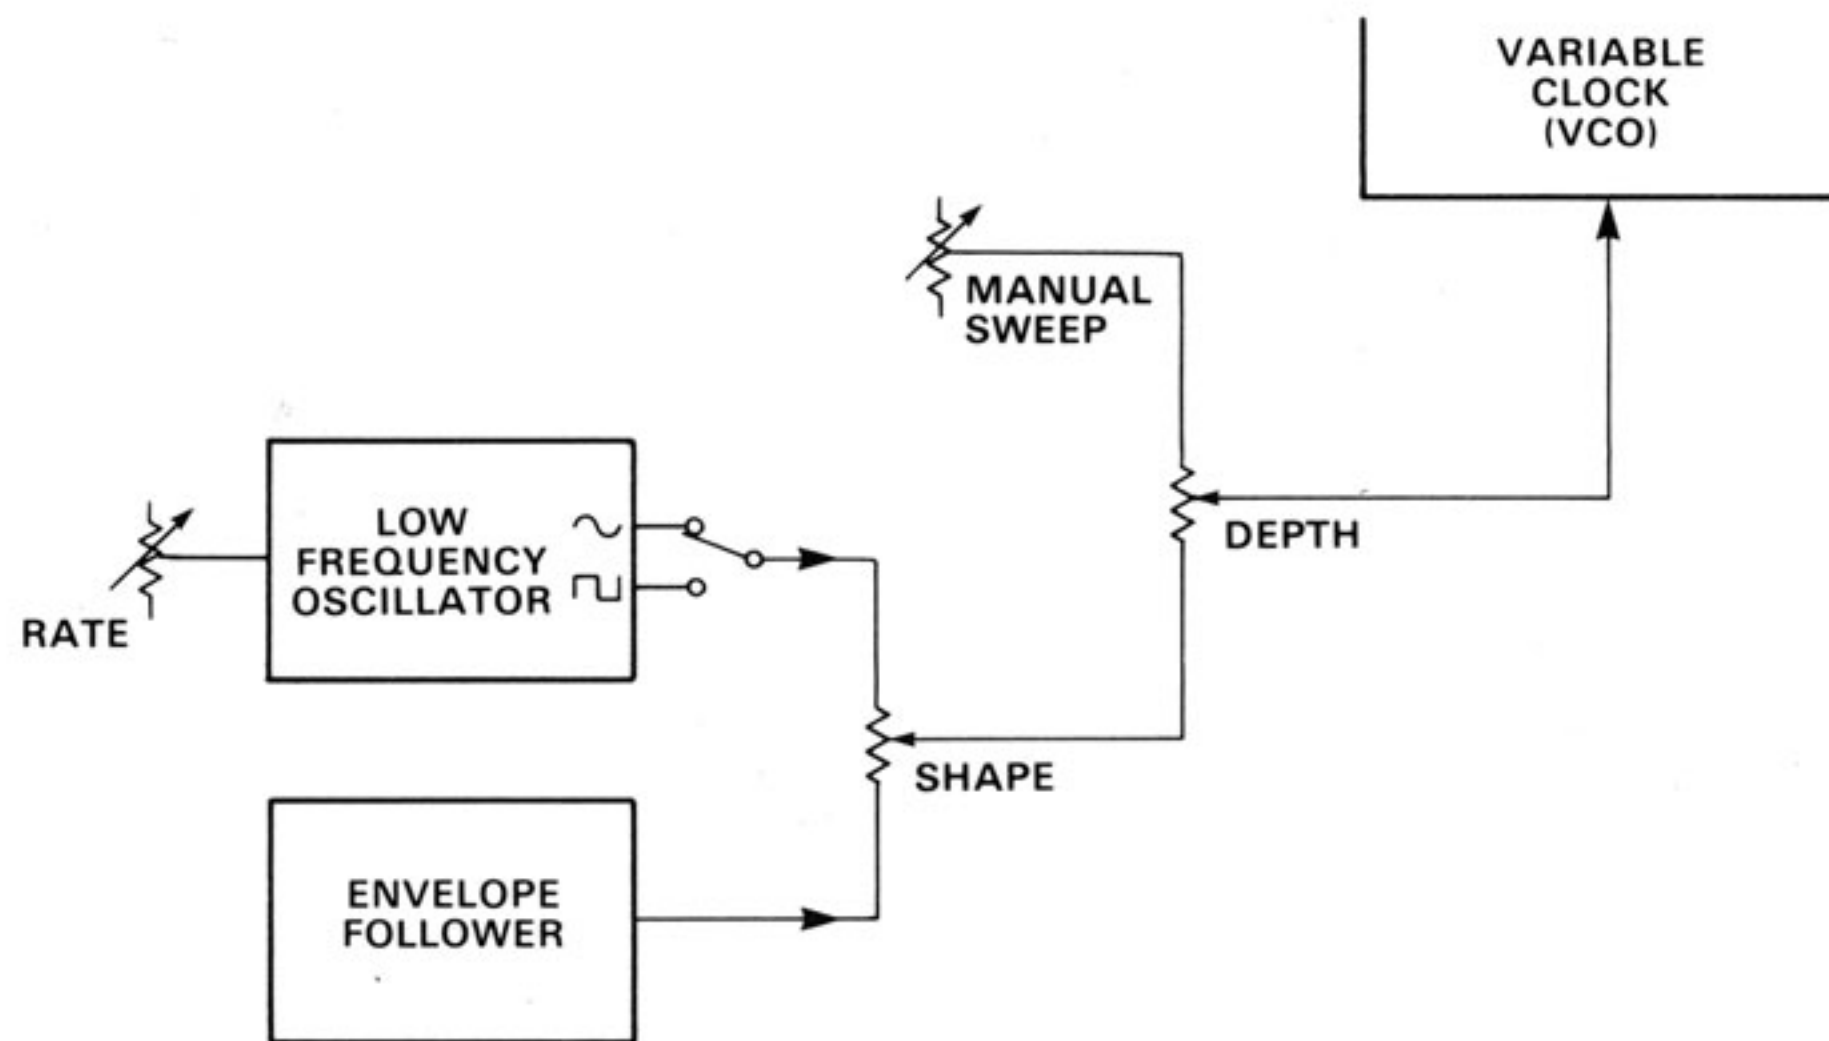 VARIABLE
CLOCK
(VCO)
MANUAL
SWEEP
LOW
FREQUENCY
OSCILLATOR
RATE
DEPTH
SHAPE
ENVELOPE
FOLLOWER